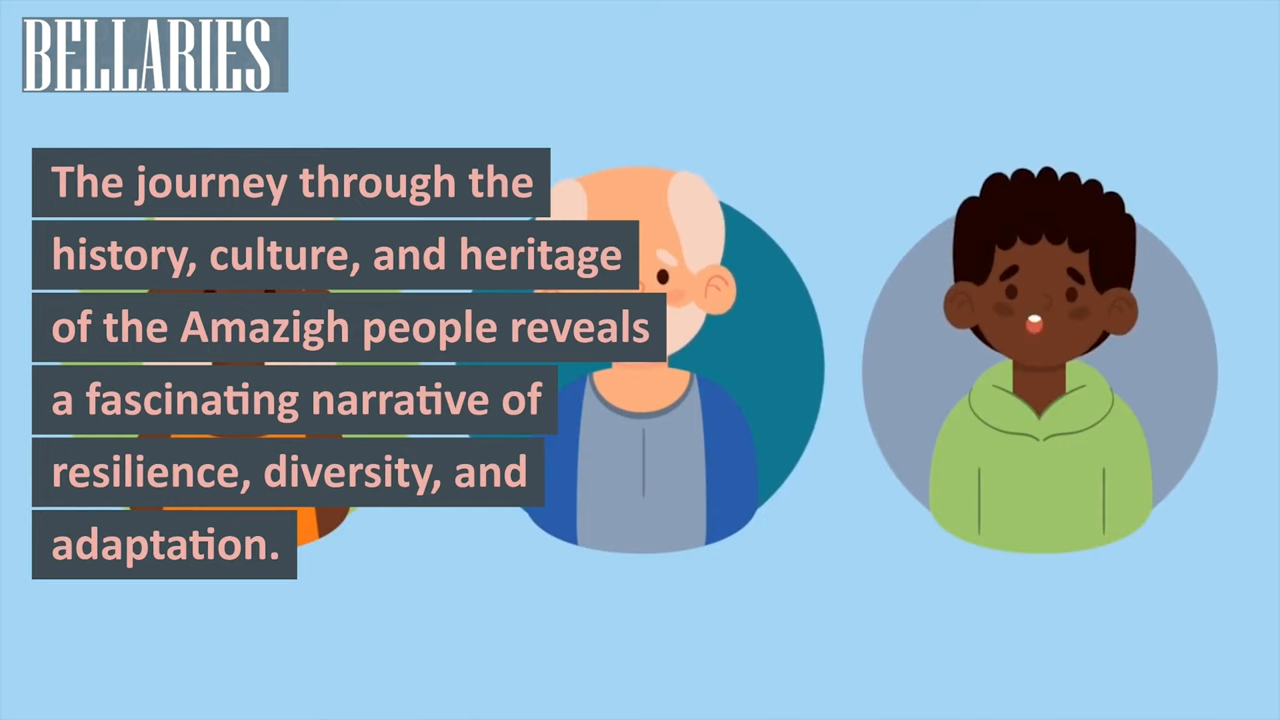 BELLARIES
The journey through the
history, culture, and heritage
of the Amazigh people reveals
a fascinating narrative of
resilience, diversity, and
adaptation.